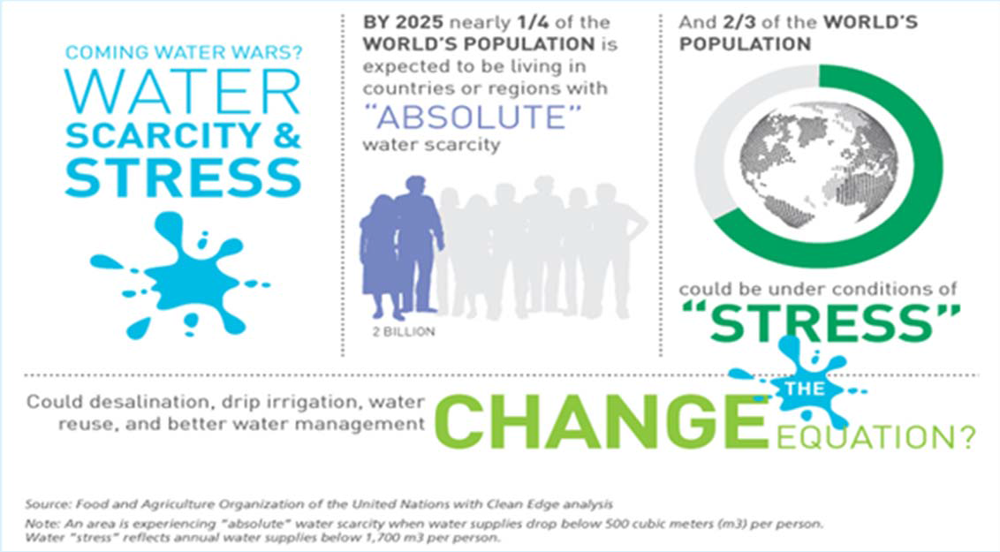 COMING WATER WARS?
WATER
SCARCITY &
STRESS
BY 2025 nearly 1/4 of the
WORLD'S POPULATION is
expected to be living in
countries or regions with
"ABSOLUTE"
water scarcity
2 BILLION
And 2/3 of the WORLD'S
POPULATION
could be under conditions of
"STRESS"
Could desalination, drip irrigation, water
reuse, and better water management
CHANGE THE EQUATION?
Source: Food and Agriculture Organization of the United Nations with Clean Edge analysis
Note: An area is experiencing "absolute" water scarcity when water supplies drop below 500 cubic meters (m3) per person.
Water "stress" reflects annual water supplies below 1,700 m3 per person.